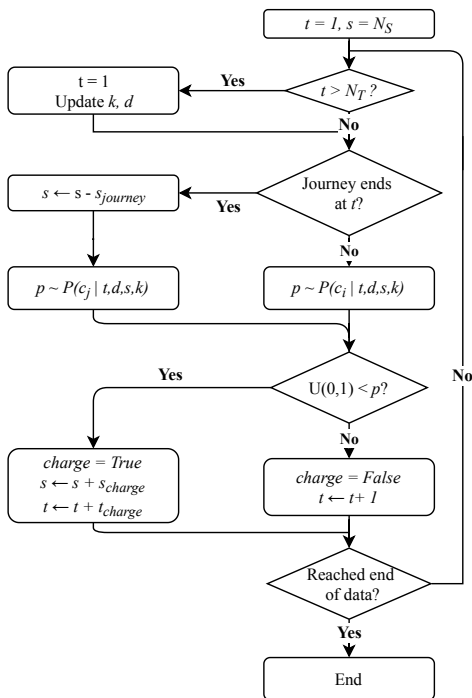 t = 1, s = N_S
t > N_T ?
Yes
t = 1
Update k, d
No
Journey ends
at t?
Yes
s ← s - s_journey
No
p ~ P(c_j | t,d,s,k)
p ~ P(c_i | t,d,s,k)
U(0,1) < p?
Yes
No
No
charge = True
s ← s + s_charge
t ← t + t_charge
charge = False
t ← t+ 1
Reached end
of data?
Yes
End